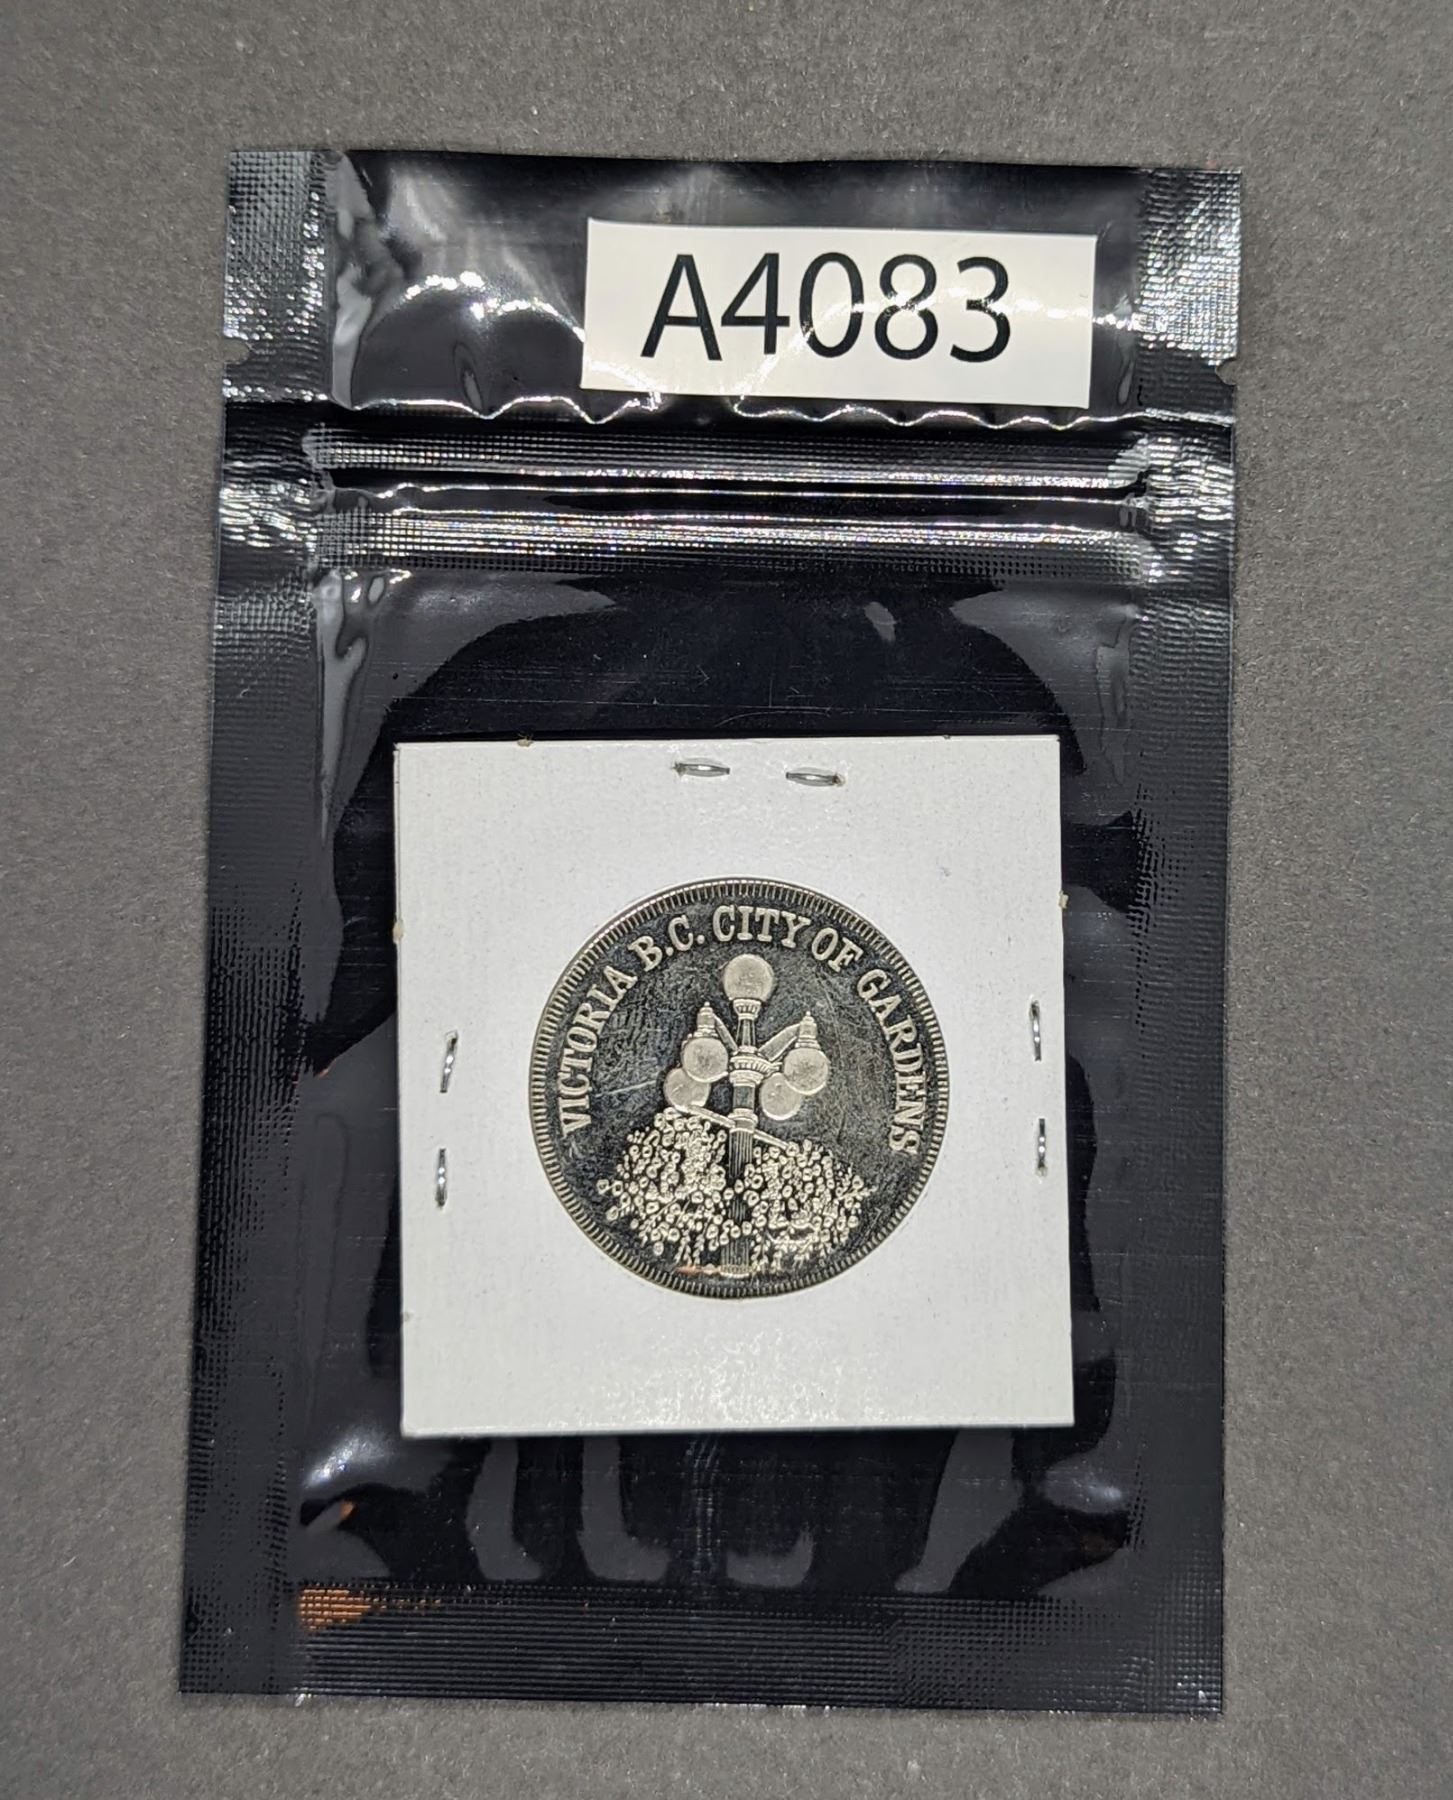 A4083
VICTORIA B.C. CITY OF GARDENS